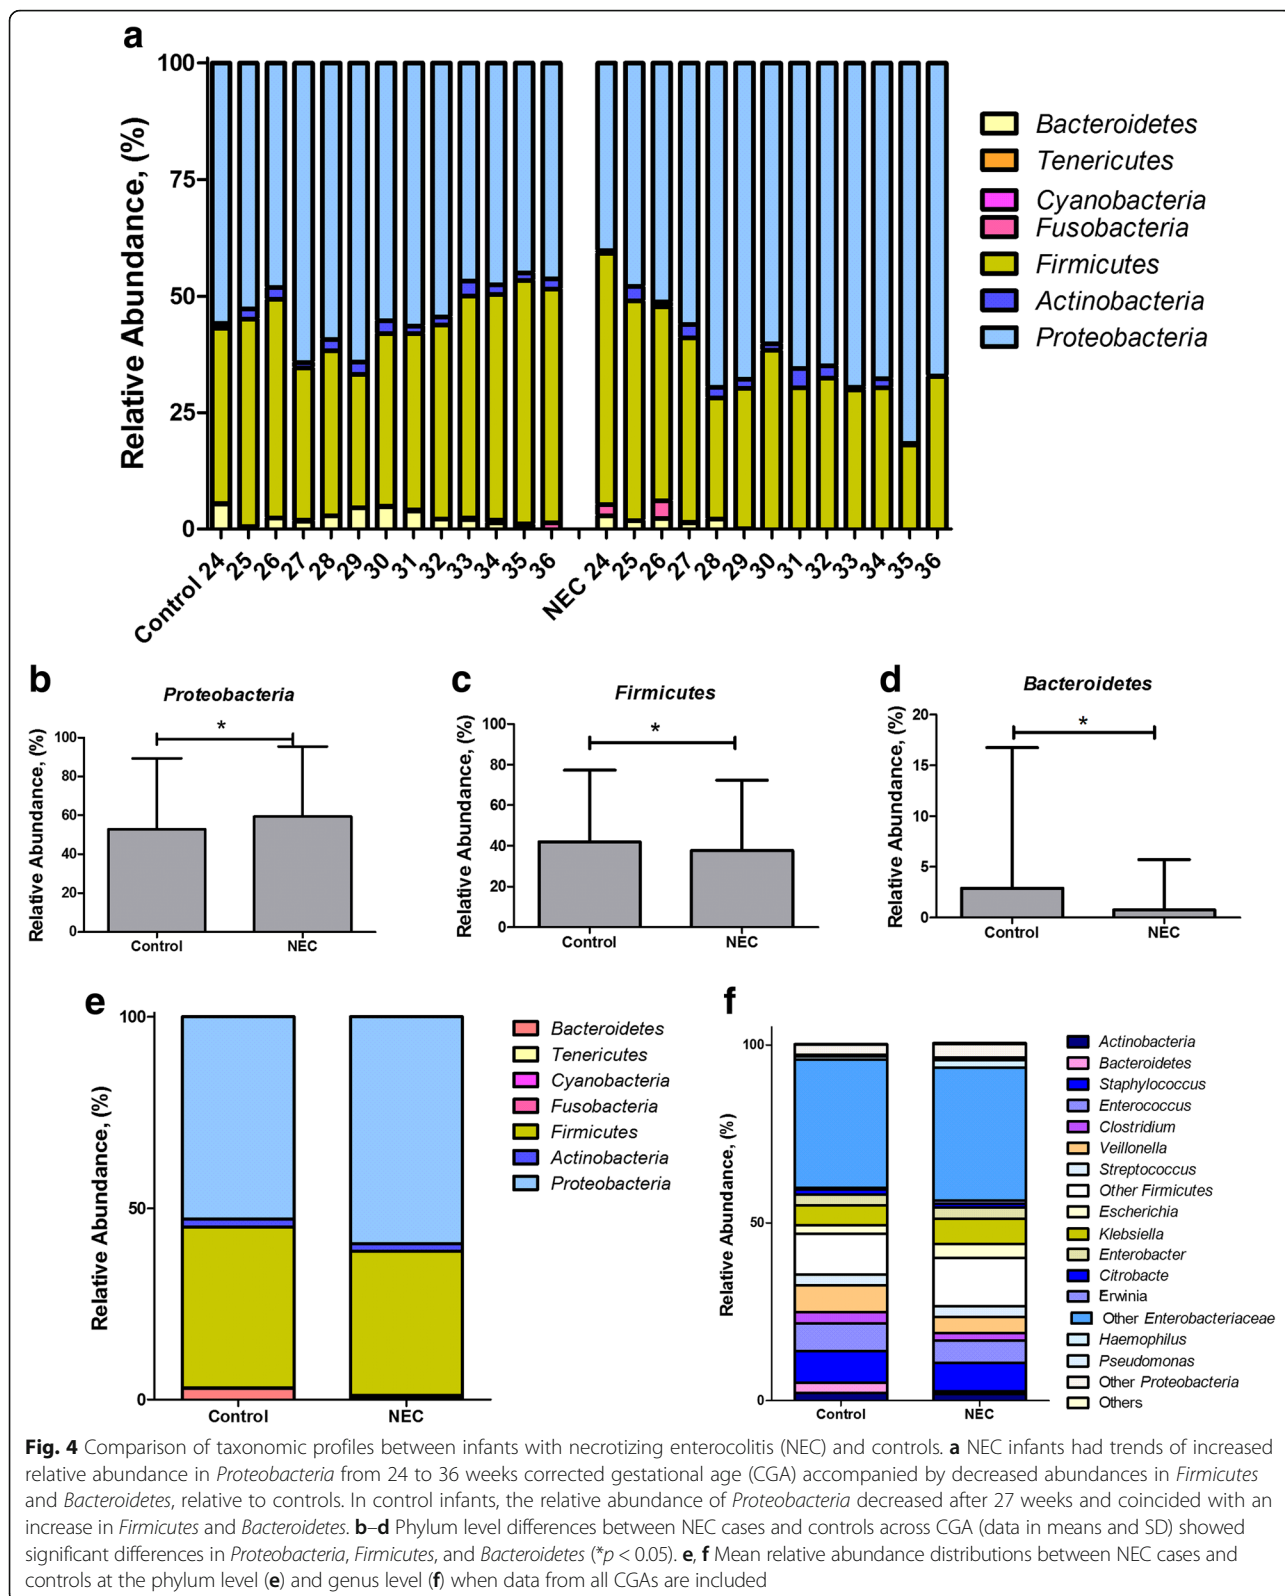 a
100
75
50
25
0
Relative Abundance, (%)
Control 24 25 26 27 28 29 30 31 32 33 34 35 36
NEC 24 25 26 27 28 29 30 31 32 33 34 35 36
Bacteroidetes
Tenericutes
Cyanobacteria
Fusobacteria
Firmicutes
Actinobacteria
Proteobacteria
b
Proteobacteria
Relative Abundance, (%)
100
80
60
40
20
0
*
Control NEC
c
Firmicutes
Relative Abundance, (%)
100
80
60
40
20
0
*
Control NEC
d
Bacteroidetes
Relative Abundance, (%)
20
15
10
5
0
*
Control NEC
e
Relative Abundance, (%)
100
50
0
Control NEC
Bacteroidetes
Tenericutes
Cyanobacteria
Fusobacteria
Firmicutes
Actinobacteria
Proteobacteria
f
Relative Abundance, (%)
100
50
0
Control NEC
Actinobacteria
Bacteroidetes
Staphylococcus
Enterococcus
Clostridium
Veillonella
Streptococcus
Other Firmicutes
Escherichia
Klebsiella
Enterobacter
Citrobacte
Erwinia
Other Enterobacteriaceae
Haemophilus
Pseudomonas
Other Proteobacteria
Others
Fig. 4 Comparison of taxonomic profiles between infants with necrotizing enterocolitis (NEC) and controls. a NEC infants had trends of increased
relative abundance in Proteobacteria from 24 to 36 weeks corrected gestational age (CGA) accompanied by decreased abundances in Firmicutes
and Bacteroidetes, relative to controls. In control infants, the relative abundance of Proteobacteria decreased after 27 weeks and coincided with an
increase in Firmicutes and Bacteroidetes. b–d Phylum level differences between NEC cases and controls across CGA (data in means and SD) showed
significant differences in Proteobacteria, Firmicutes, and Bacteroidetes (*p < 0.05). e, f Mean relative abundance distributions between NEC cases and
controls at the phylum level (e) and genus level (f) when data from all CGAs are included